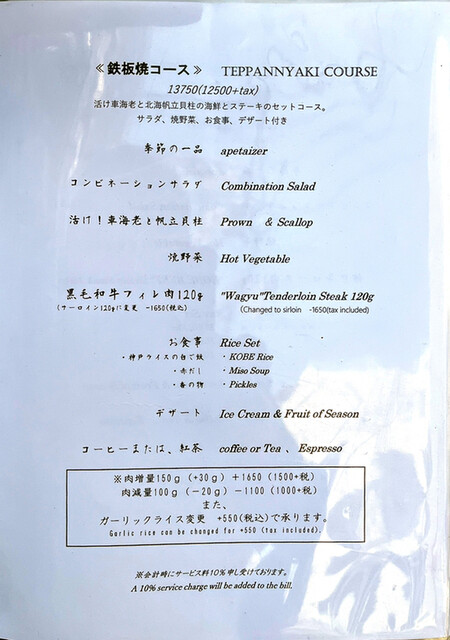 ≪鉄板焼コース≫ TEPPANNYAKI COURSE
13750(12500+tax)
活け車海老と北海帆立貝柱の海鮮とステーキのセットコース。
サラダ、焼野菜、お食事、デザート付き
季節の一品 apetaizer
コンビネーションサラダ Combination Salad
活け!車海老と帆立貝柱 Prown & Scallop
焼野菜 Hot Vegetable
黒毛和牛フィレ肉120g "Wagyu"Tenderloin Steak 120g
(サーロイン120gに変更 -1650(税込) (Changed to sirloin -1650(tax included)
お食事 Rice Set
・神戸ライスの白ご飯 ・KOBE Rice
・赤だし ・Miso Soup
・香の物 ・Pickles
デザート Ice Cream & Fruit of Season
コーヒーまたは、紅茶 coffee or Tea 、Espresso
※肉増量150g (+30g) +1650 (1500+税)
肉減量100g (-20g) -1100 (1000+税)
また、
ガーリックライス変更 +550(税込)で承ります。
Garlic rice can be changed for +550 (tax included).
※会計時にサービス料10%申し受けております。
A 10% service charge will be added to the bill.